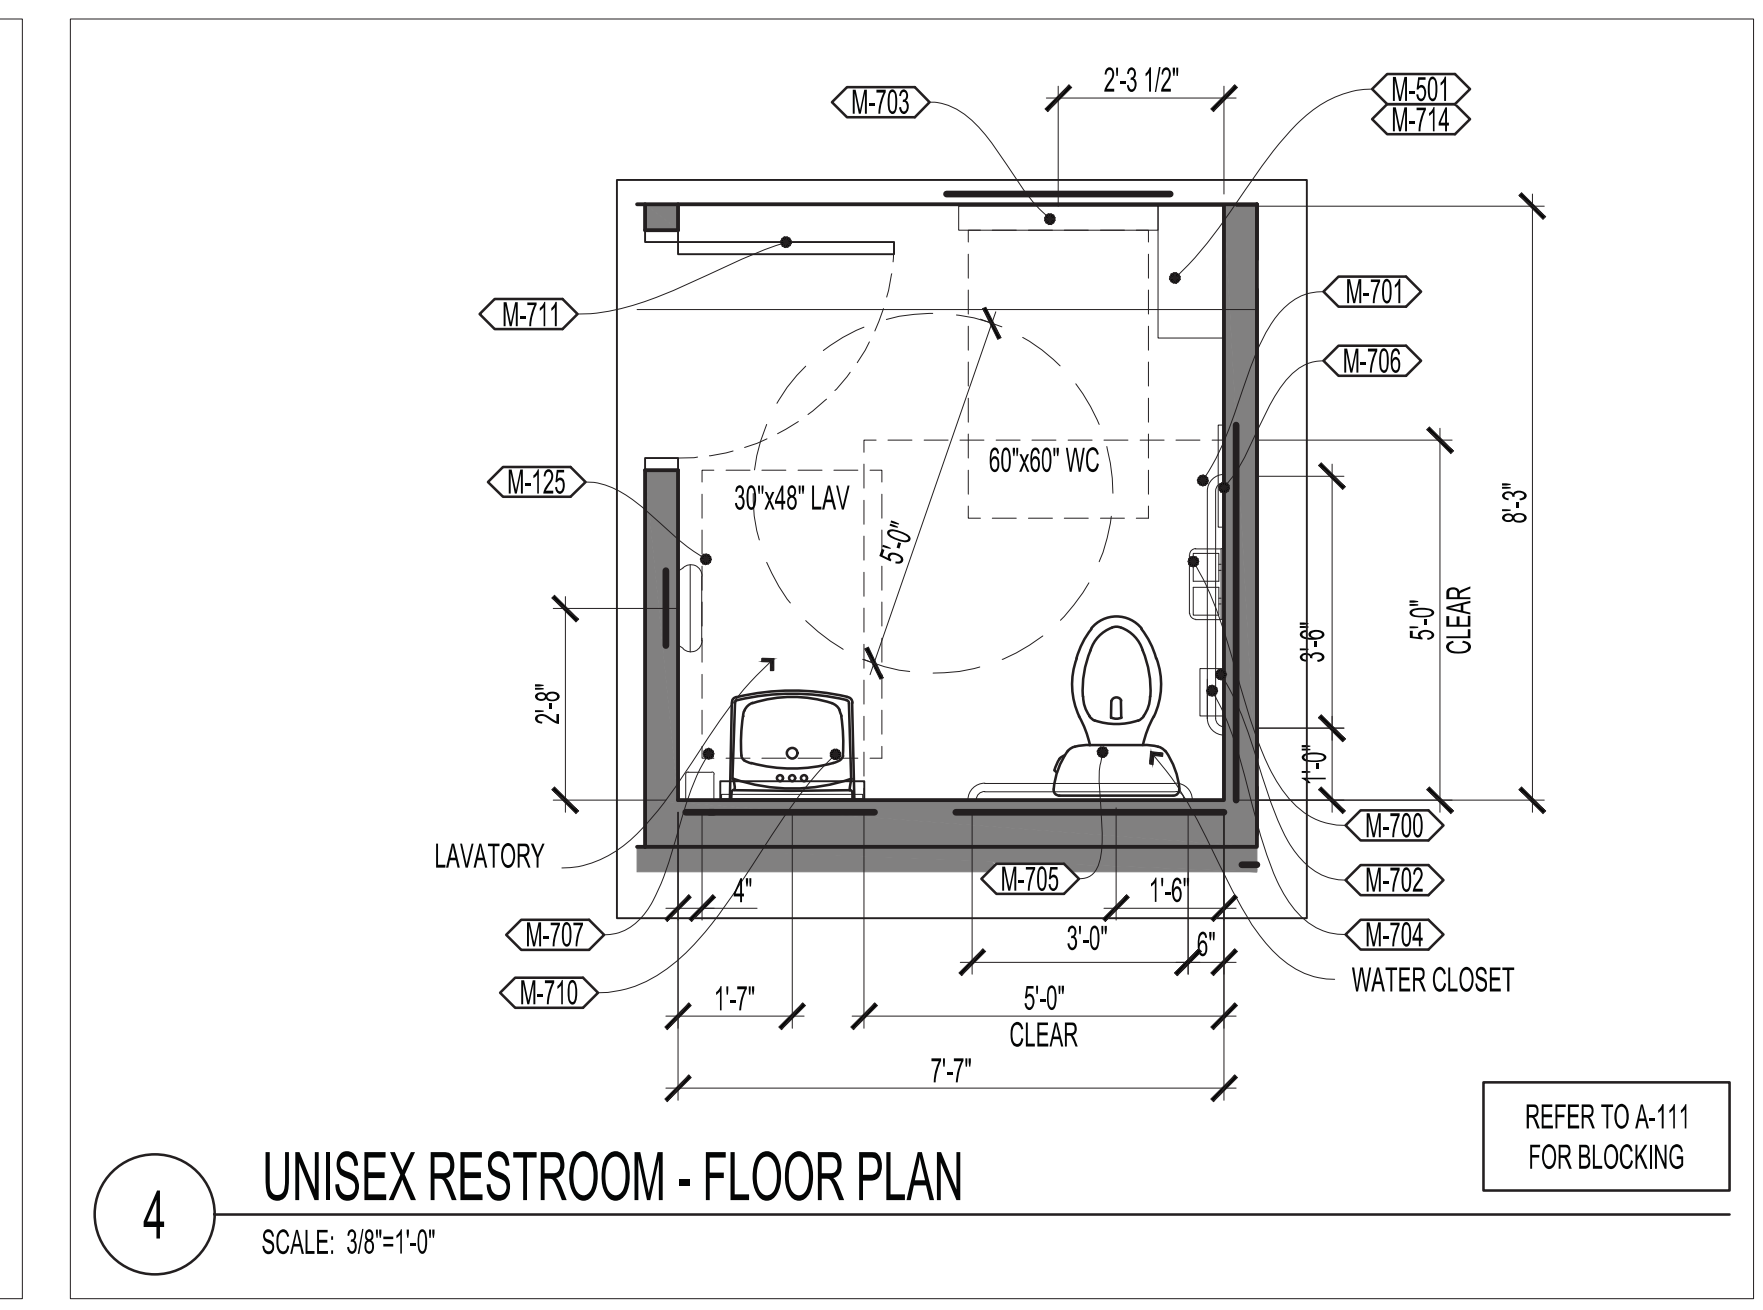 2'-3 1/2"
M-703
M-501
M-714
M-711
M-701
M-706
60"x60" WC
M-125
30"x48" LAV
8'-3"
5'-0"
5'-0"
CLEAR
3'-6"
2'-8"
1'-0"
M-700
LAVATORY
M-705
M-702
4"
1'-6"
M-707
3'-0"
6"
M-704
WATER CLOSET
M-710
1'-7"
5'-0"
CLEAR
7'-7"
REFER TO A-111
FOR BLOCKING
4
UNISEX RESTROOM - FLOOR PLAN
SCALE: 3/8"=1'-0"